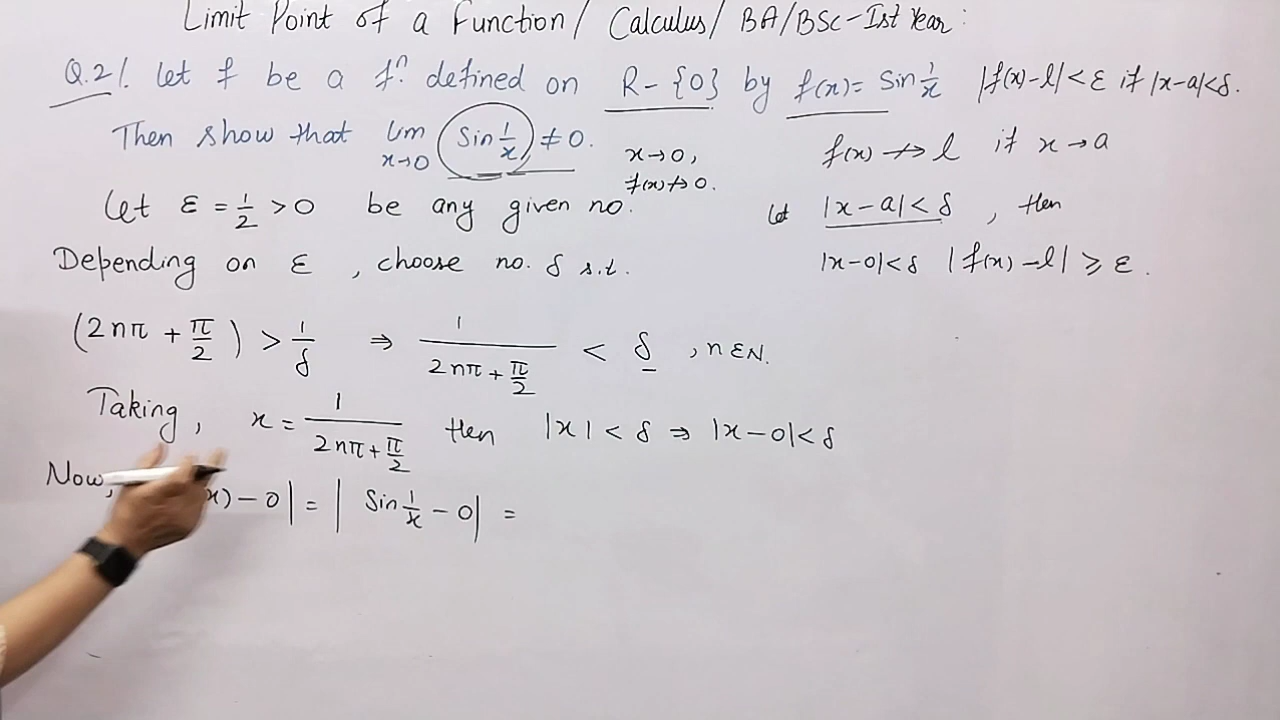 Limit Point of a Function/ Calculus/ BA/BSc-Ist Year:
Q.2/. Let f be a fⁿ. defined on R-{0} by f(x)= Sin 1/x |f(x)-l|<ε if |x-a|<δ.
Then show that lim x→0 Sin 1/x ≠0. x→0, f(x) ↛ l if x→a
f(x)↛0.
Let ε=1/2 >0 be any given no. Let |x-a|<δ, then
Depending on ε, choose no. δ s.t. |x-0|<δ |f(x)-l|⩾ε.
(2nπ + π/2) > 1/δ ⇒ 1/(2nπ+π/2) < δ, nεN.
Taking, x = 1/(2nπ+π/2) then |x|<δ ⇒ |x-0|<δ
Now, x)-0| = | Sin 1/x - 0| =